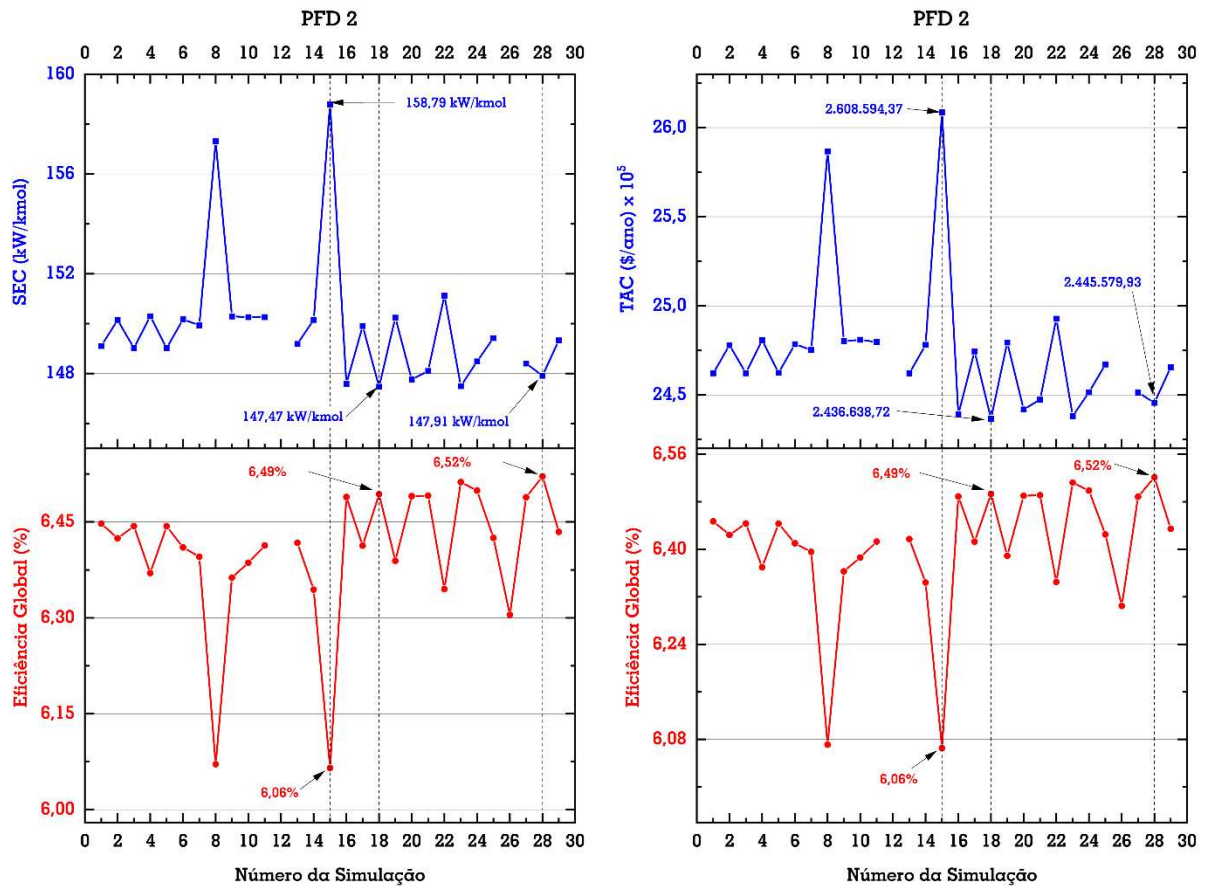 PFD 2
0 2 4 6 8 10 12 14 16 18 20 22 24 26 28 30
160
156
152
148
SEC (kW/kmol)
158,79 kW/kmol
147,47 kW/kmol
147,91 kW/kmol
6,45
6,30
6,15
6,00
Eficiência Global (%)
6,49%
6,52%
6,06%
0 2 4 6 8 10 12 14 16 18 20 22 24 26 28 30
Número da Simulação
PFD 2
0 2 4 6 8 10 12 14 16 18 20 22 24 26 28 30
26,0
25,5
25,0
24,5
TAC ($/ano) x 10⁵
2.608.594,37
2.445.579,93
2.436.638,72
6,56
6,40
6,24
6,08
Eficiência Global (%)
6,49%
6,52%
6,06%
0 2 4 6 8 10 12 14 16 18 20 22 24 26 28 30
Número da Simulação